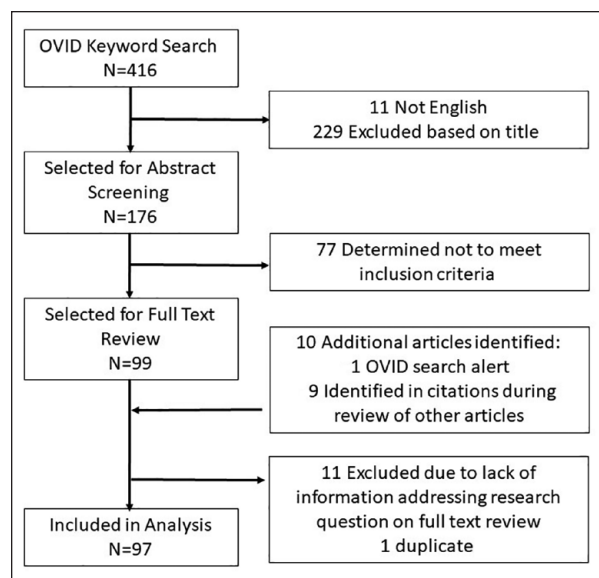 OVID Keyword Search
N=416
11 Not English
229 Excluded based on title
Selected for Abstract
Screening
N=176
77 Determined not to meet
inclusion criteria
Selected for Full Text
Review
N=99
10 Additional articles identified:
1 OVID search alert
9 Identified in citations during
review of other articles
11 Excluded due to lack of
information addressing research
question on full text review
1 duplicate
Included in Analysis
N=97